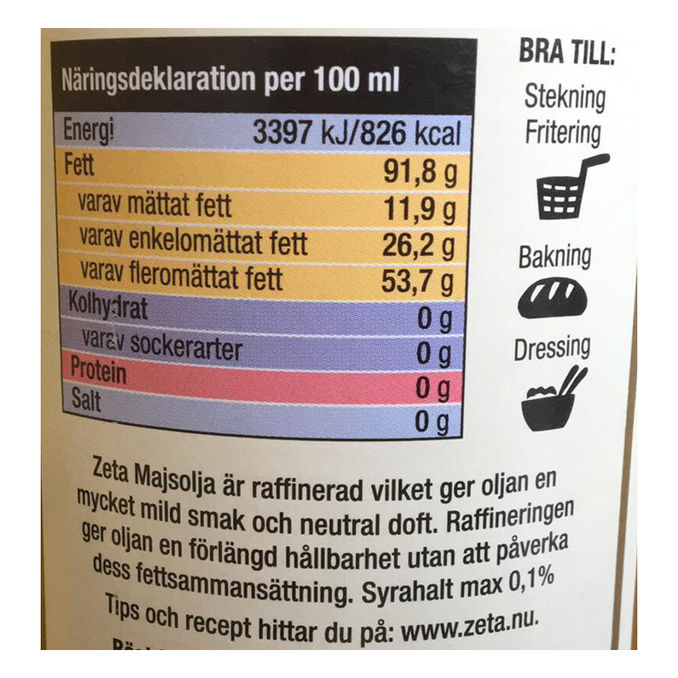 Näringsdeklaration per 100 ml
Energi 3397 kJ/826 kcal
Fett 91,8 g
varav mättat fett 11,9 g
varav enkelomättat fett 26,2 g
varav fleromättat fett 53,7 g
Kolhydrat 0 g
varav sockerarter 0 g
Protein 0 g
Salt 0 g
BRA TILL:
Stekning
Fritering
Bakning
Dressing
Zeta Majsolja är raffinerad vilket ger oljan en
mycket mild smak och neutral doft. Raffineringen
ger oljan en förlängd hållbarhet utan att påverka
dess fettsammansättning. Syrahalt max 0,1%
Tips och recept hittar du på: www.zeta.nu.